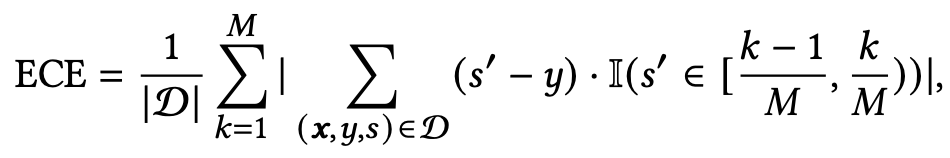 ECE = \frac{1}{|\mathcal{D}|} \sum_{k=1}^{M} | \sum_{(\boldsymbol{x},y,s) \in \mathcal{D}} (s' - y) \cdot \mathbb{I}(s' \in [\frac{k-1}{M}, \frac{k}{M}))|,